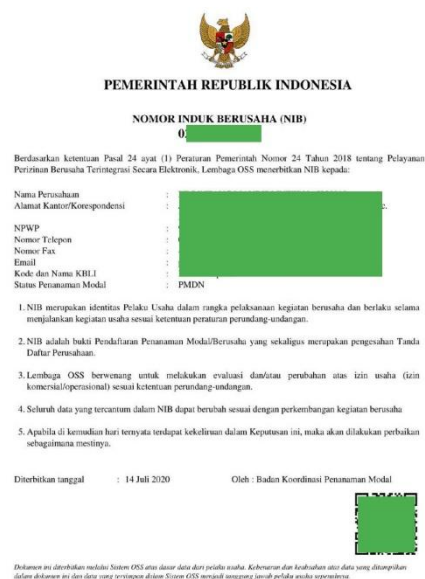 PEMERINTAH REPUBLIK INDONESIA
NOMOR INDUK BERUSAHA (NIB)
0
Berdasarkan ketentuan Pasal 24 ayat (1) Peraturan Pemerintah Nomor 24 Tahun 2018 tentang Pelayanan
Perizinan Berusaha Terintegrasi Secara Elektronik, Lembaga OSS menerbitkan NIB kepada:
Nama Perusahaan :
Alamat Kantor/Korespondensi : c.
NPWP :
Nomor Telepon :
Nomor Fax :
Email :
Kode dan Nama KBLI :
Status Penanaman Modal : PMDN
1. NIB merupakan identitas Pelaku Usaha dalam rangka pelaksanaan kegiatan berusaha dan berlaku selama
menjalankan kegiatan usaha sesuai ketentuan peraturan perundang-undangan.
2. NIB adalah bukti Pendaftaran Penanaman Modal/Berusaha yang sekaligus merupakan pengesahan Tanda
Daftar Perusahaan.
3. Lembaga OSS berwenang untuk melakukan evaluasi dan/atau perubahan atas izin usaha (izin
komersial/operasional) sesuai ketentuan perundang-undangan.
4. Seluruh data yang tercantum dalam NIB dapat berubah sesuai dengan perkembangan kegiatan berusaha
5. Apabila di kemudian hari ternyata terdapat kekeliruan dalam Keputusan ini, maka akan dilakukan perbaikan
sebagaimana mestinya.
Diterbitkan tanggal : 14 Juli 2020 Oleh : Badan Koordinasi Penanaman Modal
Dokumen ini diterbitkan melalui Sistem OSS atas dasar data dari pelaku usaha. Kebenaran dan keabsahan atas data yang ditampilkan
dalam dokumen ini dan data yang tersimpan dalam Sistem OSS menjadi tanggung jawab pelaku usaha sepenuhnya.